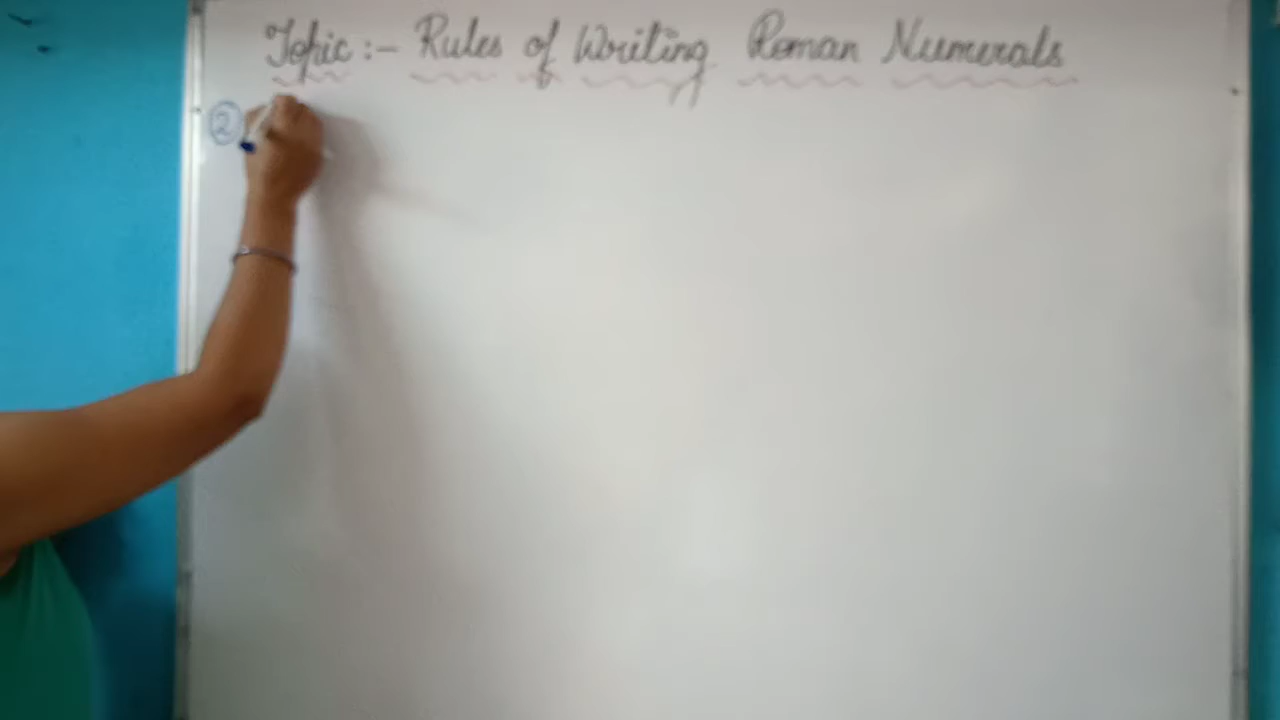 Topic :- Rules of Writing Roman Numerals
②